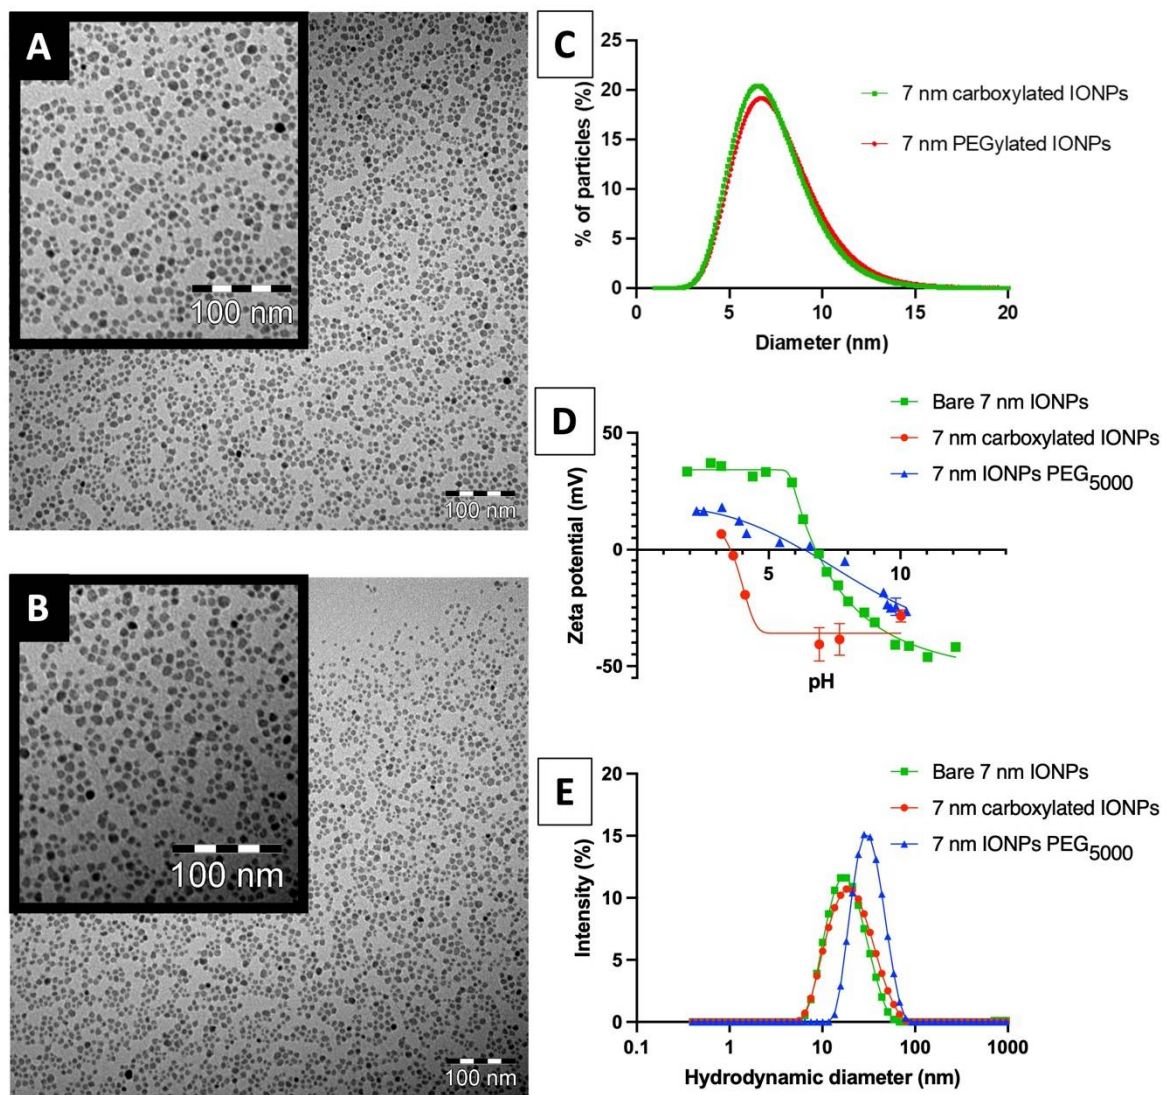 A
100 nm
100 nm
B
100 nm
100 nm
C
25
20
15
10
5
0
% of particles (%)
0
5
10
15
20
Diameter (nm)
7 nm carboxylated IONPs
7 nm PEGylated IONPs
D
50
0
-50
Zeta potential (mV)
5
10
pH
Bare 7 nm IONPs
7 nm carboxylated IONPs
7 nm IONPs PEG5000
E
20
15
10
5
0
Intensity (%)
0.1
1
10
100
1000
Hydrodynamic diameter (nm)
Bare 7 nm IONPs
7 nm carboxylated IONPs
7 nm IONPs PEG5000